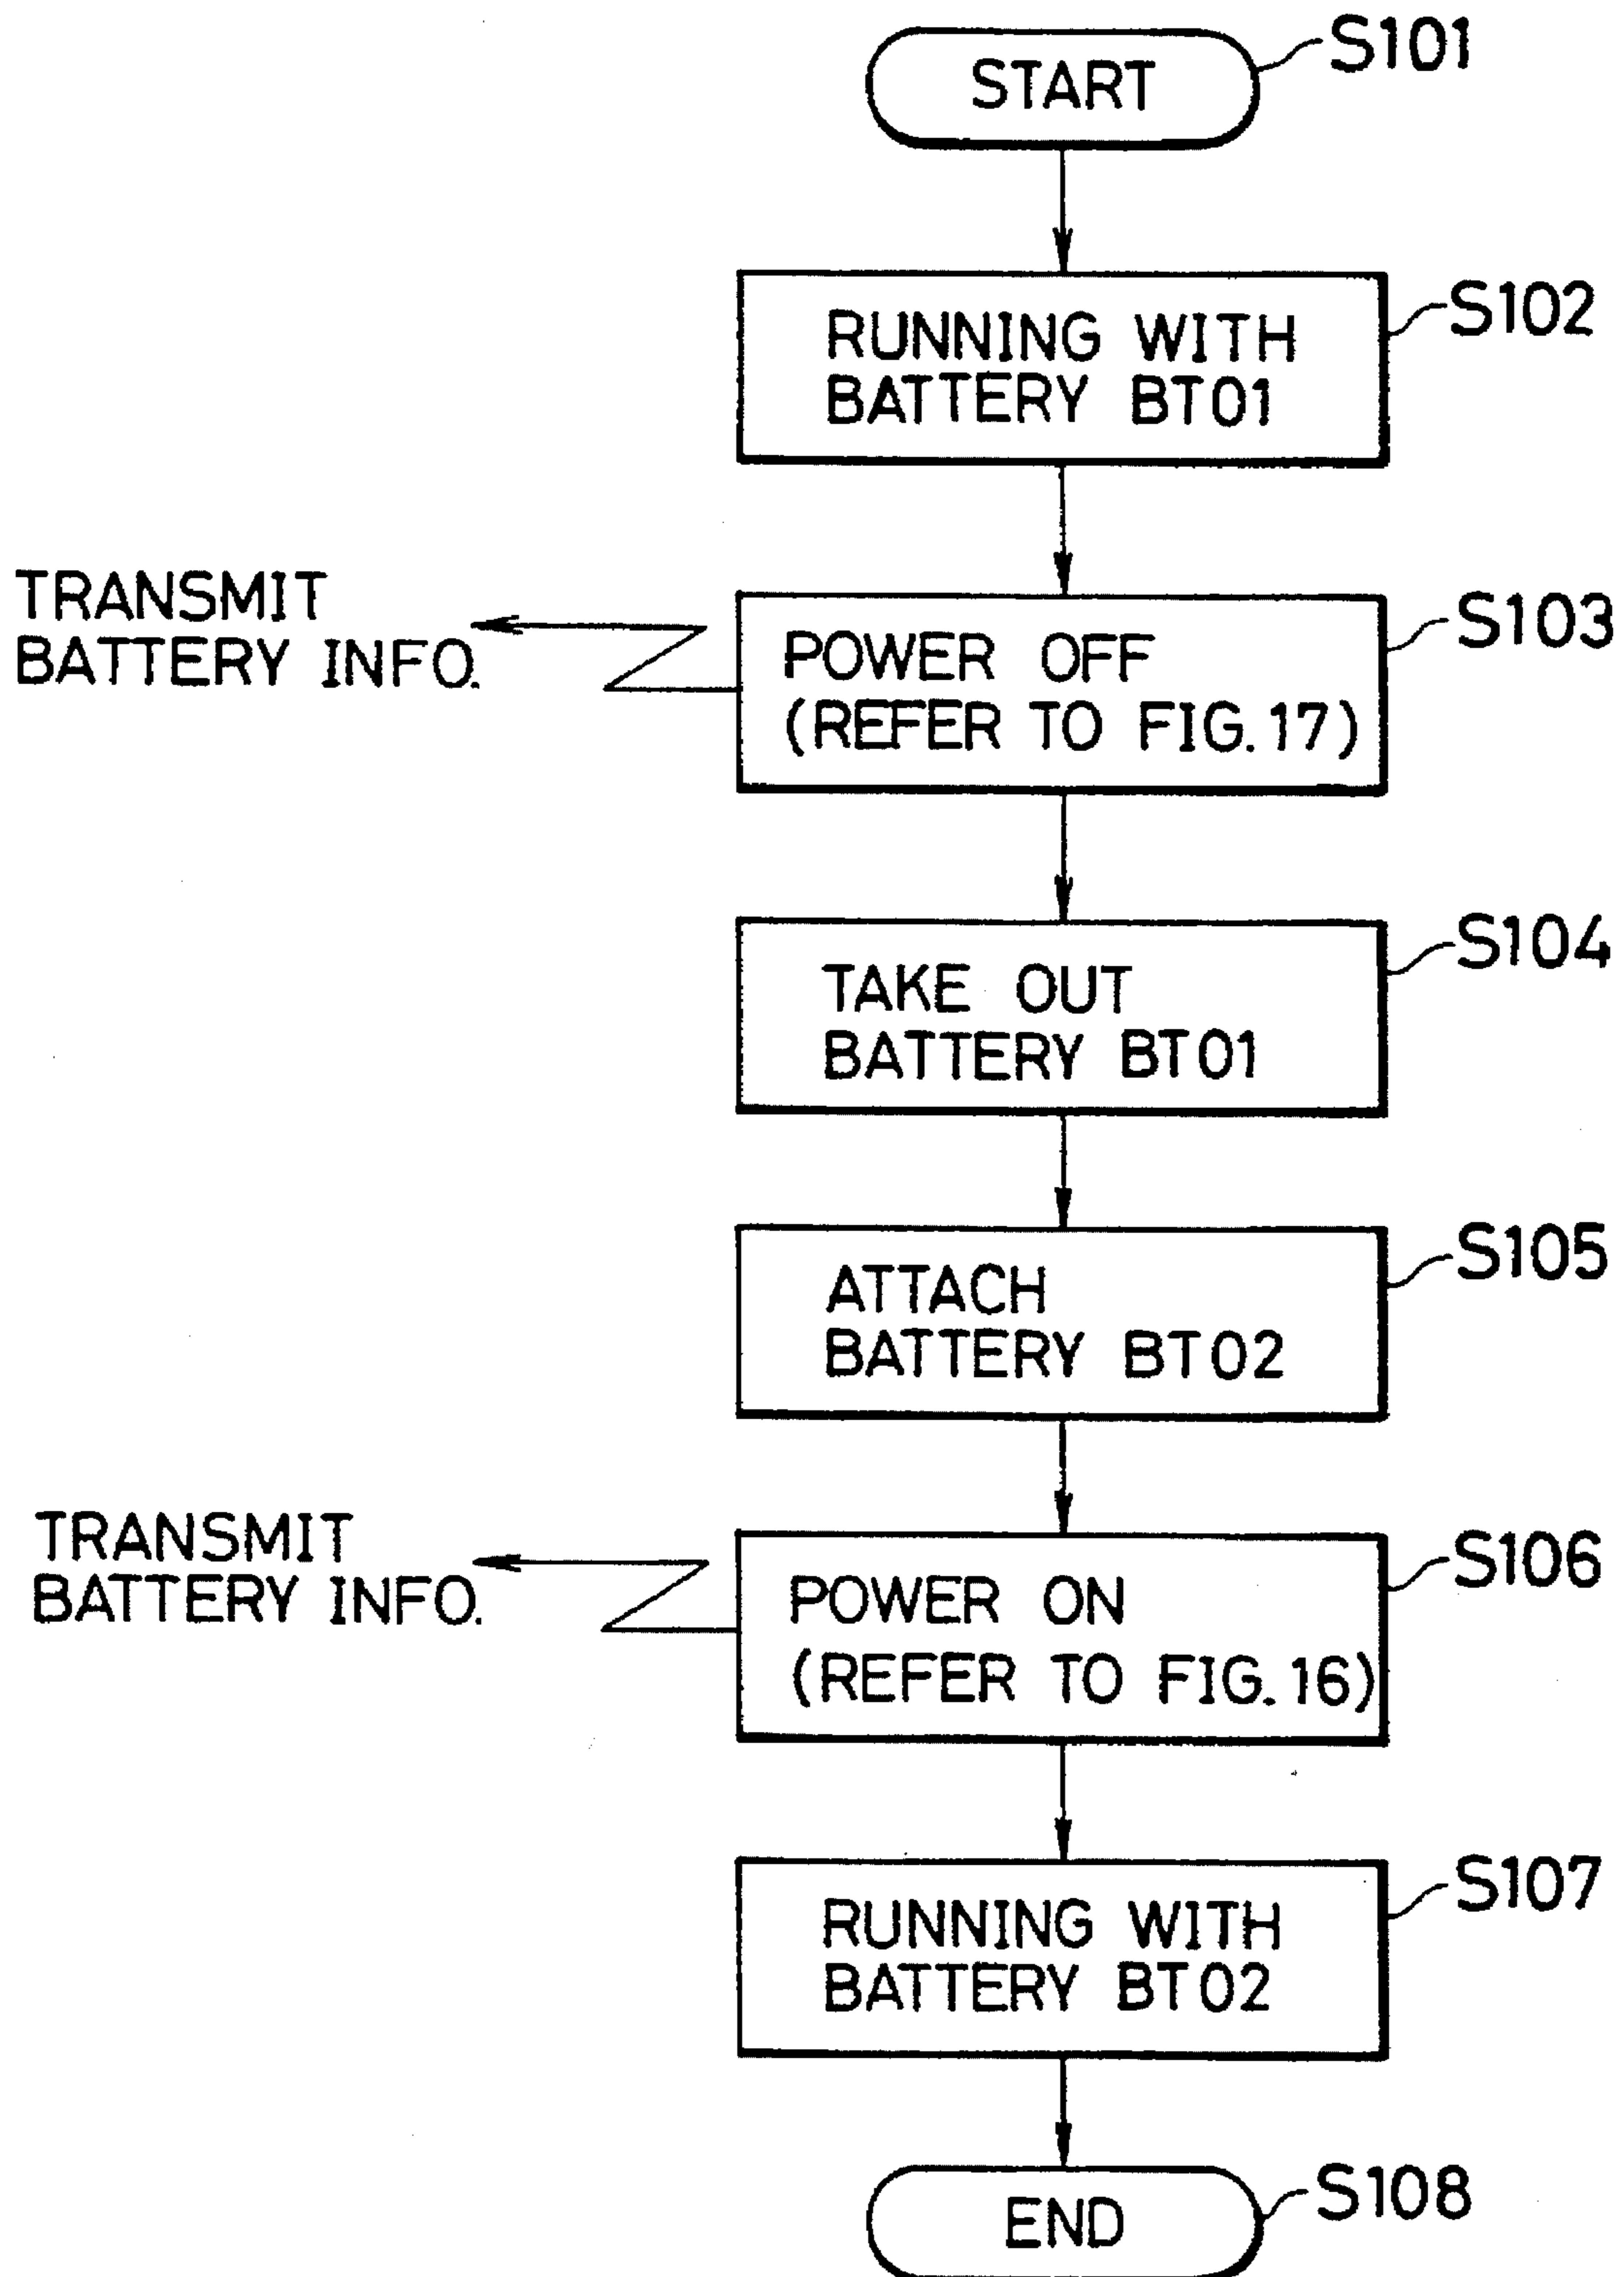 START
S101
RUNNING WITH
BATTERY BT01
S102
TRANSMIT
BATTERY INFO.
POWER OFF
(REFER TO FIG.17)
S103
TAKE OUT
BATTERY BT01
S104
ATTACH
BATTERY BT02
S105
TRANSMIT
BATTERY INFO.
POWER ON
(REFER TO FIG.16)
S106
RUNNING WITH
BATTERY BT02
S107
END
S108